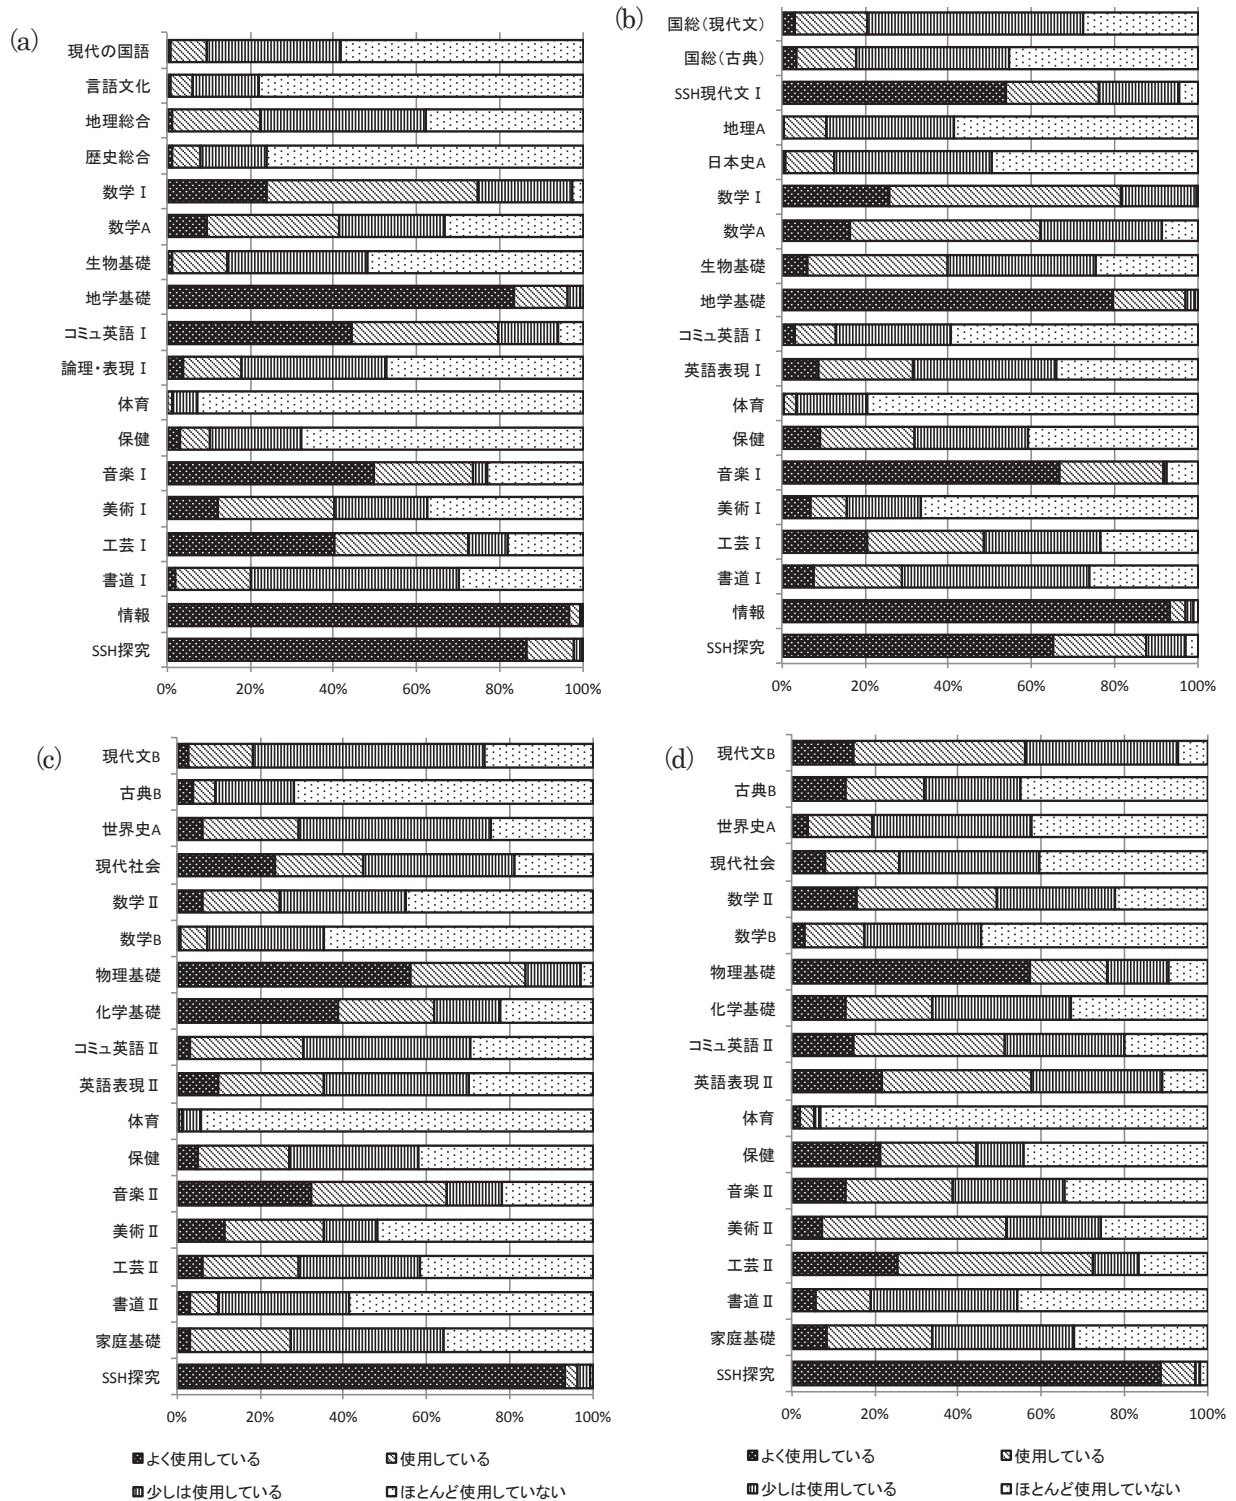 (a)
現代の国語
言語文化
地理総合
歴史総合
数学Ⅰ
数学A
生物基礎
地学基礎
コミュ英語Ⅰ
論理・表現Ⅰ
体育
保健
音楽Ⅰ
美術Ⅰ
工芸Ⅰ
書道Ⅰ
情報
SSH探究
0% 20% 40% 60% 80% 100%
(b)
国総(現代文)
国総(古典)
SSH現代文Ⅰ
地理A
日本史A
数学Ⅰ
数学A
生物基礎
地学基礎
コミュ英語Ⅰ
英語表現Ⅰ
体育
保健
音楽Ⅰ
美術Ⅰ
工芸Ⅰ
書道Ⅰ
情報
SSH探究
0% 20% 40% 60% 80% 100%
(c)
現代文B
古典B
世界史A
現代社会
数学Ⅱ
数学B
物理基礎
化学基礎
コミュ英語Ⅱ
英語表現Ⅱ
体育
保健
音楽Ⅱ
美術Ⅱ
工芸Ⅱ
書道Ⅱ
家庭基礎
SSH探究
0% 20% 40% 60% 80% 100%
よく使用している 使用している
少しは使用している ほとんど使用していない
(d)
現代文B
古典B
世界史A
現代社会
数学Ⅱ
数学B
物理基礎
化学基礎
コミュ英語Ⅱ
英語表現Ⅱ
体育
保健
音楽Ⅱ
美術Ⅱ
工芸Ⅱ
書道Ⅱ
家庭基礎
SSH探究
0% 20% 40% 60% 80% 100%
よく使用している 使用している
少しは使用している ほとんど使用していない